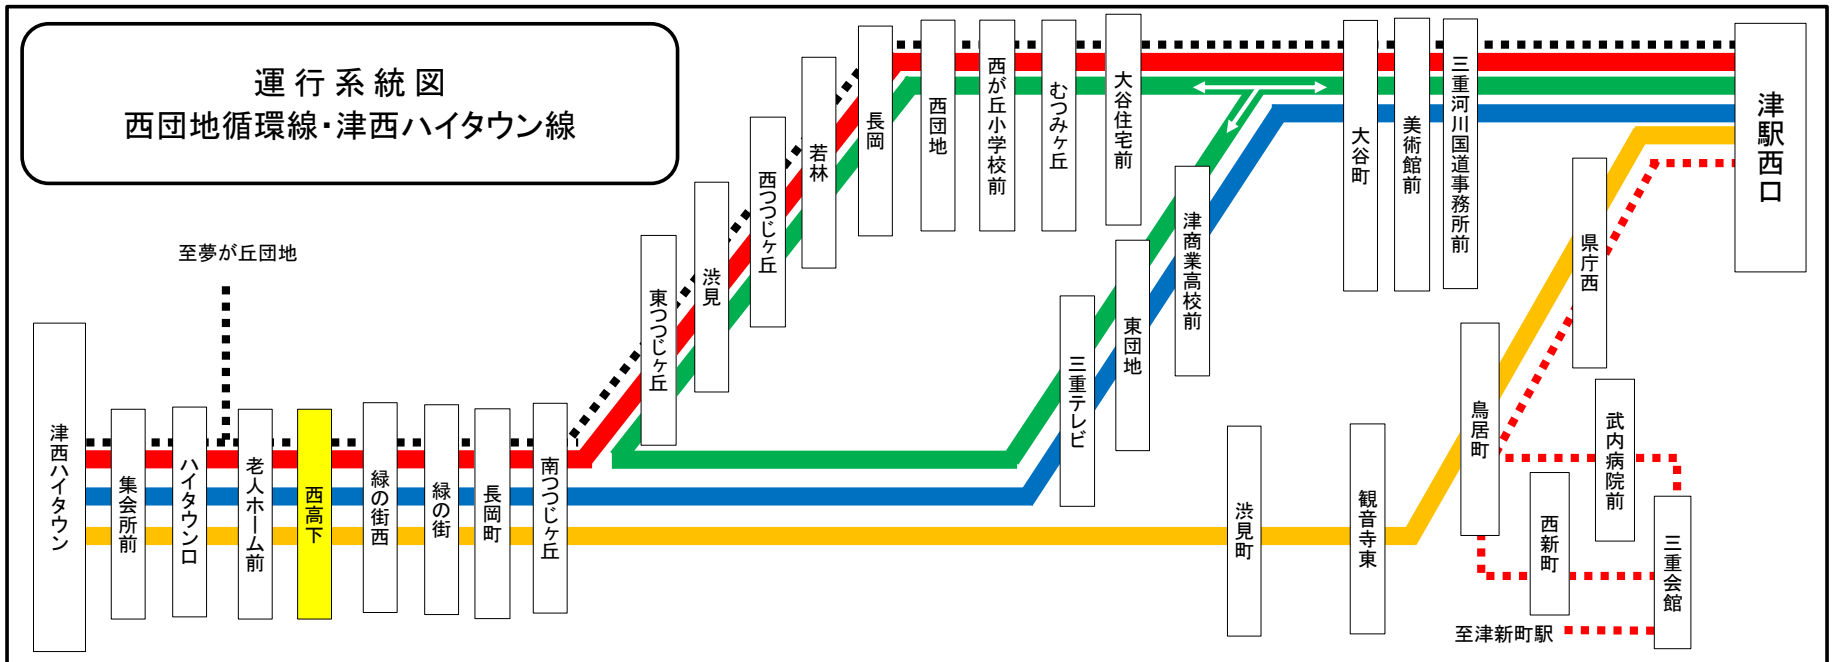 運行系統図
西団地循環線・津西ハイタウン線
至夢が丘団地
津西ハイタウン
集会所前
ハイタウン口
老人ホーム前
西高下
緑の街西
緑の街
長岡町
南つつじヶ丘
東つつじヶ丘
渋見
西つつじヶ丘
若林
長岡
西団地
西が丘小学校前
むつみヶ丘
大谷住宅前
三重テレビ
東団地
津商業高校前
大谷町
美術館前
三重河川国道事務所前
津駅西口
渋見町
観音寺東
鳥居町
県庁西
武内病院前
西新町
三重会館
至津新町駅